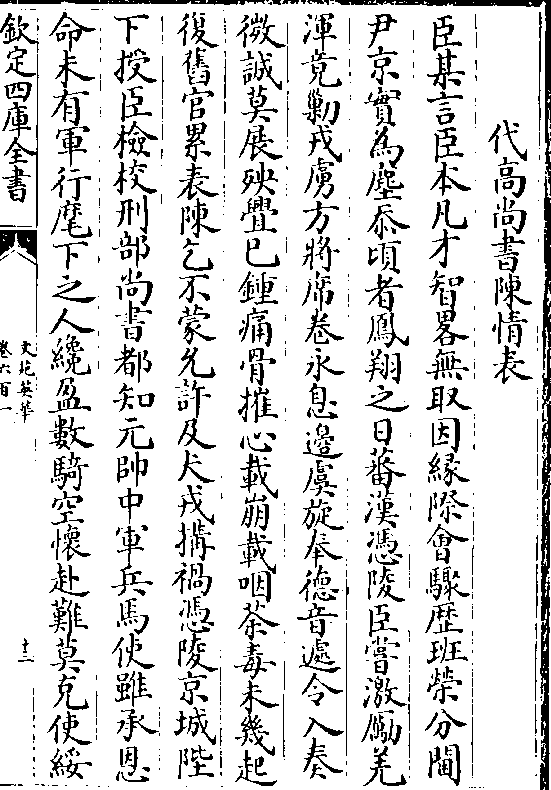 代高尚書陳情表
臣某言臣本凡才智畧無取因縁際會驟歴班榮分閫
尹京實為塵忝頃者鳳翔之日蕃漢憑陵臣嘗激勵羌
渾竟勦戎虜方將席卷永息邊虞旋奉德音遽令入奏
微誠莫展殃舋已鍾痛骨摧心載崩載咽荼毒未幾起
復舊官累表陳乞不蒙允許及犬戎搆禍憑陵京城陛
下授臣檢校刑部尚書都知元帥中軍兵馬使雖承恩
命未有軍行麾下之人纔盈數騎空懷赴難莫克使綏
欽定四庫全書
文苑英華
卷六百一
十二